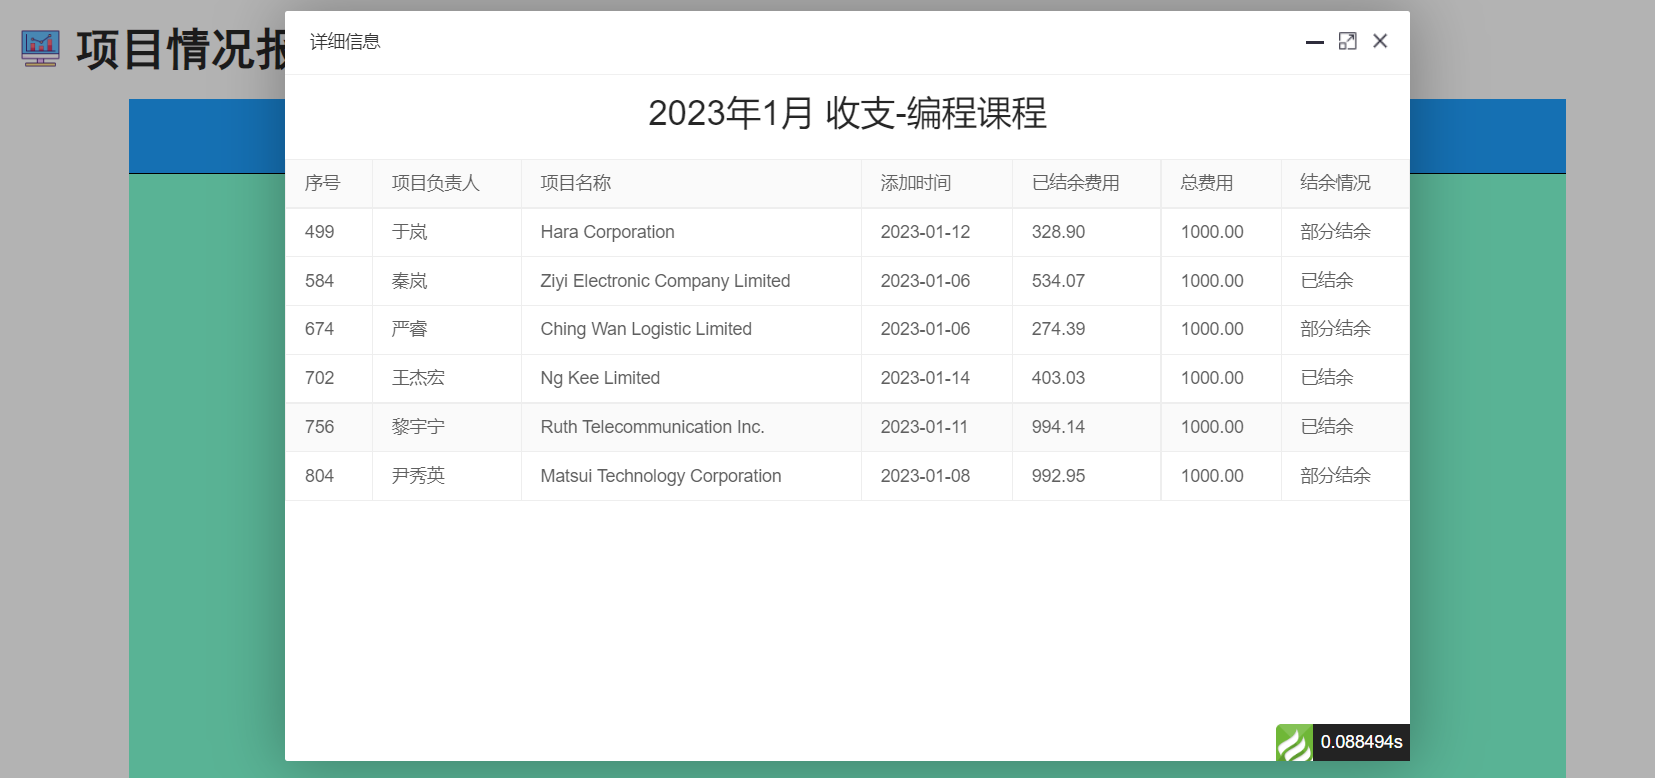 项目情况报
详细信息
2023年1月 收支-编程课程
序号 项目负责人 项目名称 添加时间 已结余费用 总费用 结余情况
499 于岚 Hara Corporation 2023-01-12 328.90 1000.00 部分结余
584 秦岚 Ziyi Electronic Company Limited 2023-01-06 534.07 1000.00 已结余
674 严睿 Ching Wan Logistic Limited 2023-01-06 274.39 1000.00 部分结余
702 王杰宏 Ng Kee Limited 2023-01-14 403.03 1000.00 已结余
756 黎宇宁 Ruth Telecommunication Inc. 2023-01-11 994.14 1000.00 已结余
804 尹秀英 Matsui Technology Corporation 2023-01-08 992.95 1000.00 部分结余
0.088494s